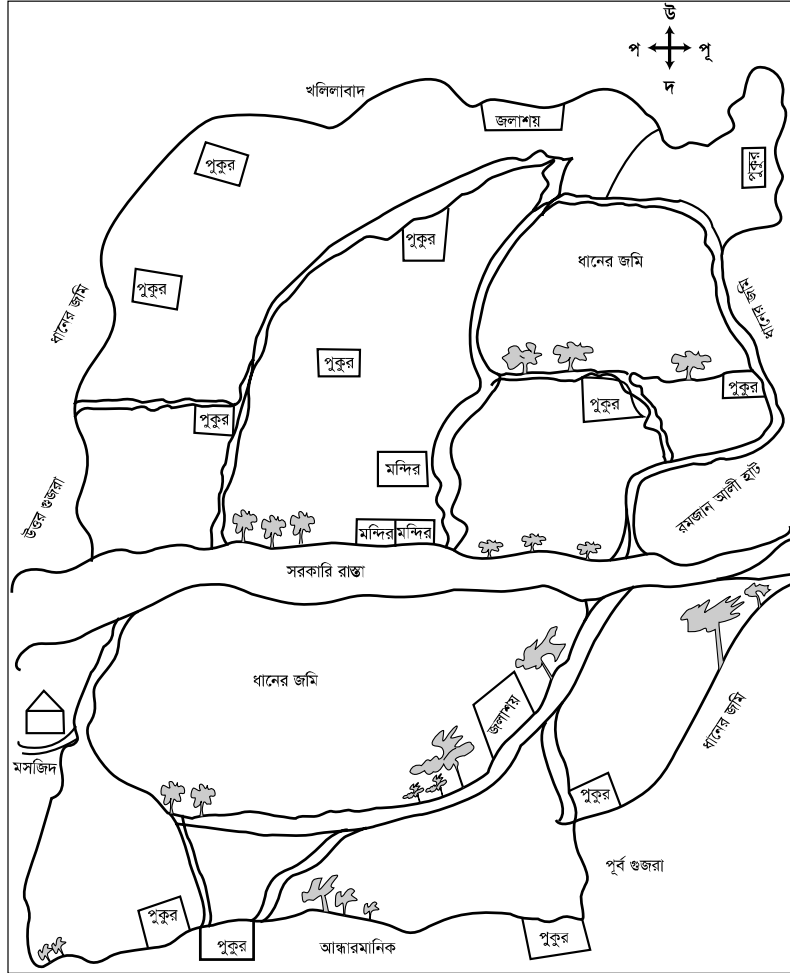 উ
প পূ
দ
খলিলাবাদ
জলাশয়
পুকুর
পুকুর
পুকুর
ধানের জমি
পুকুর
ধানের জমি
ধানের জমি
পুকুর
পুকুর
পুকুর
পুকুর
মন্দির
রমজান আলী হাট
উত্তর গুজরা
মন্দির মন্দির
সরকারি রাস্তা
ধানের জমি
জলাশয়
ধানের জমি
মসজিদ
পুকুর
পূর্ব গুজরা
পুকুর
পুকুর
আন্ধারমানিক
পুকুর